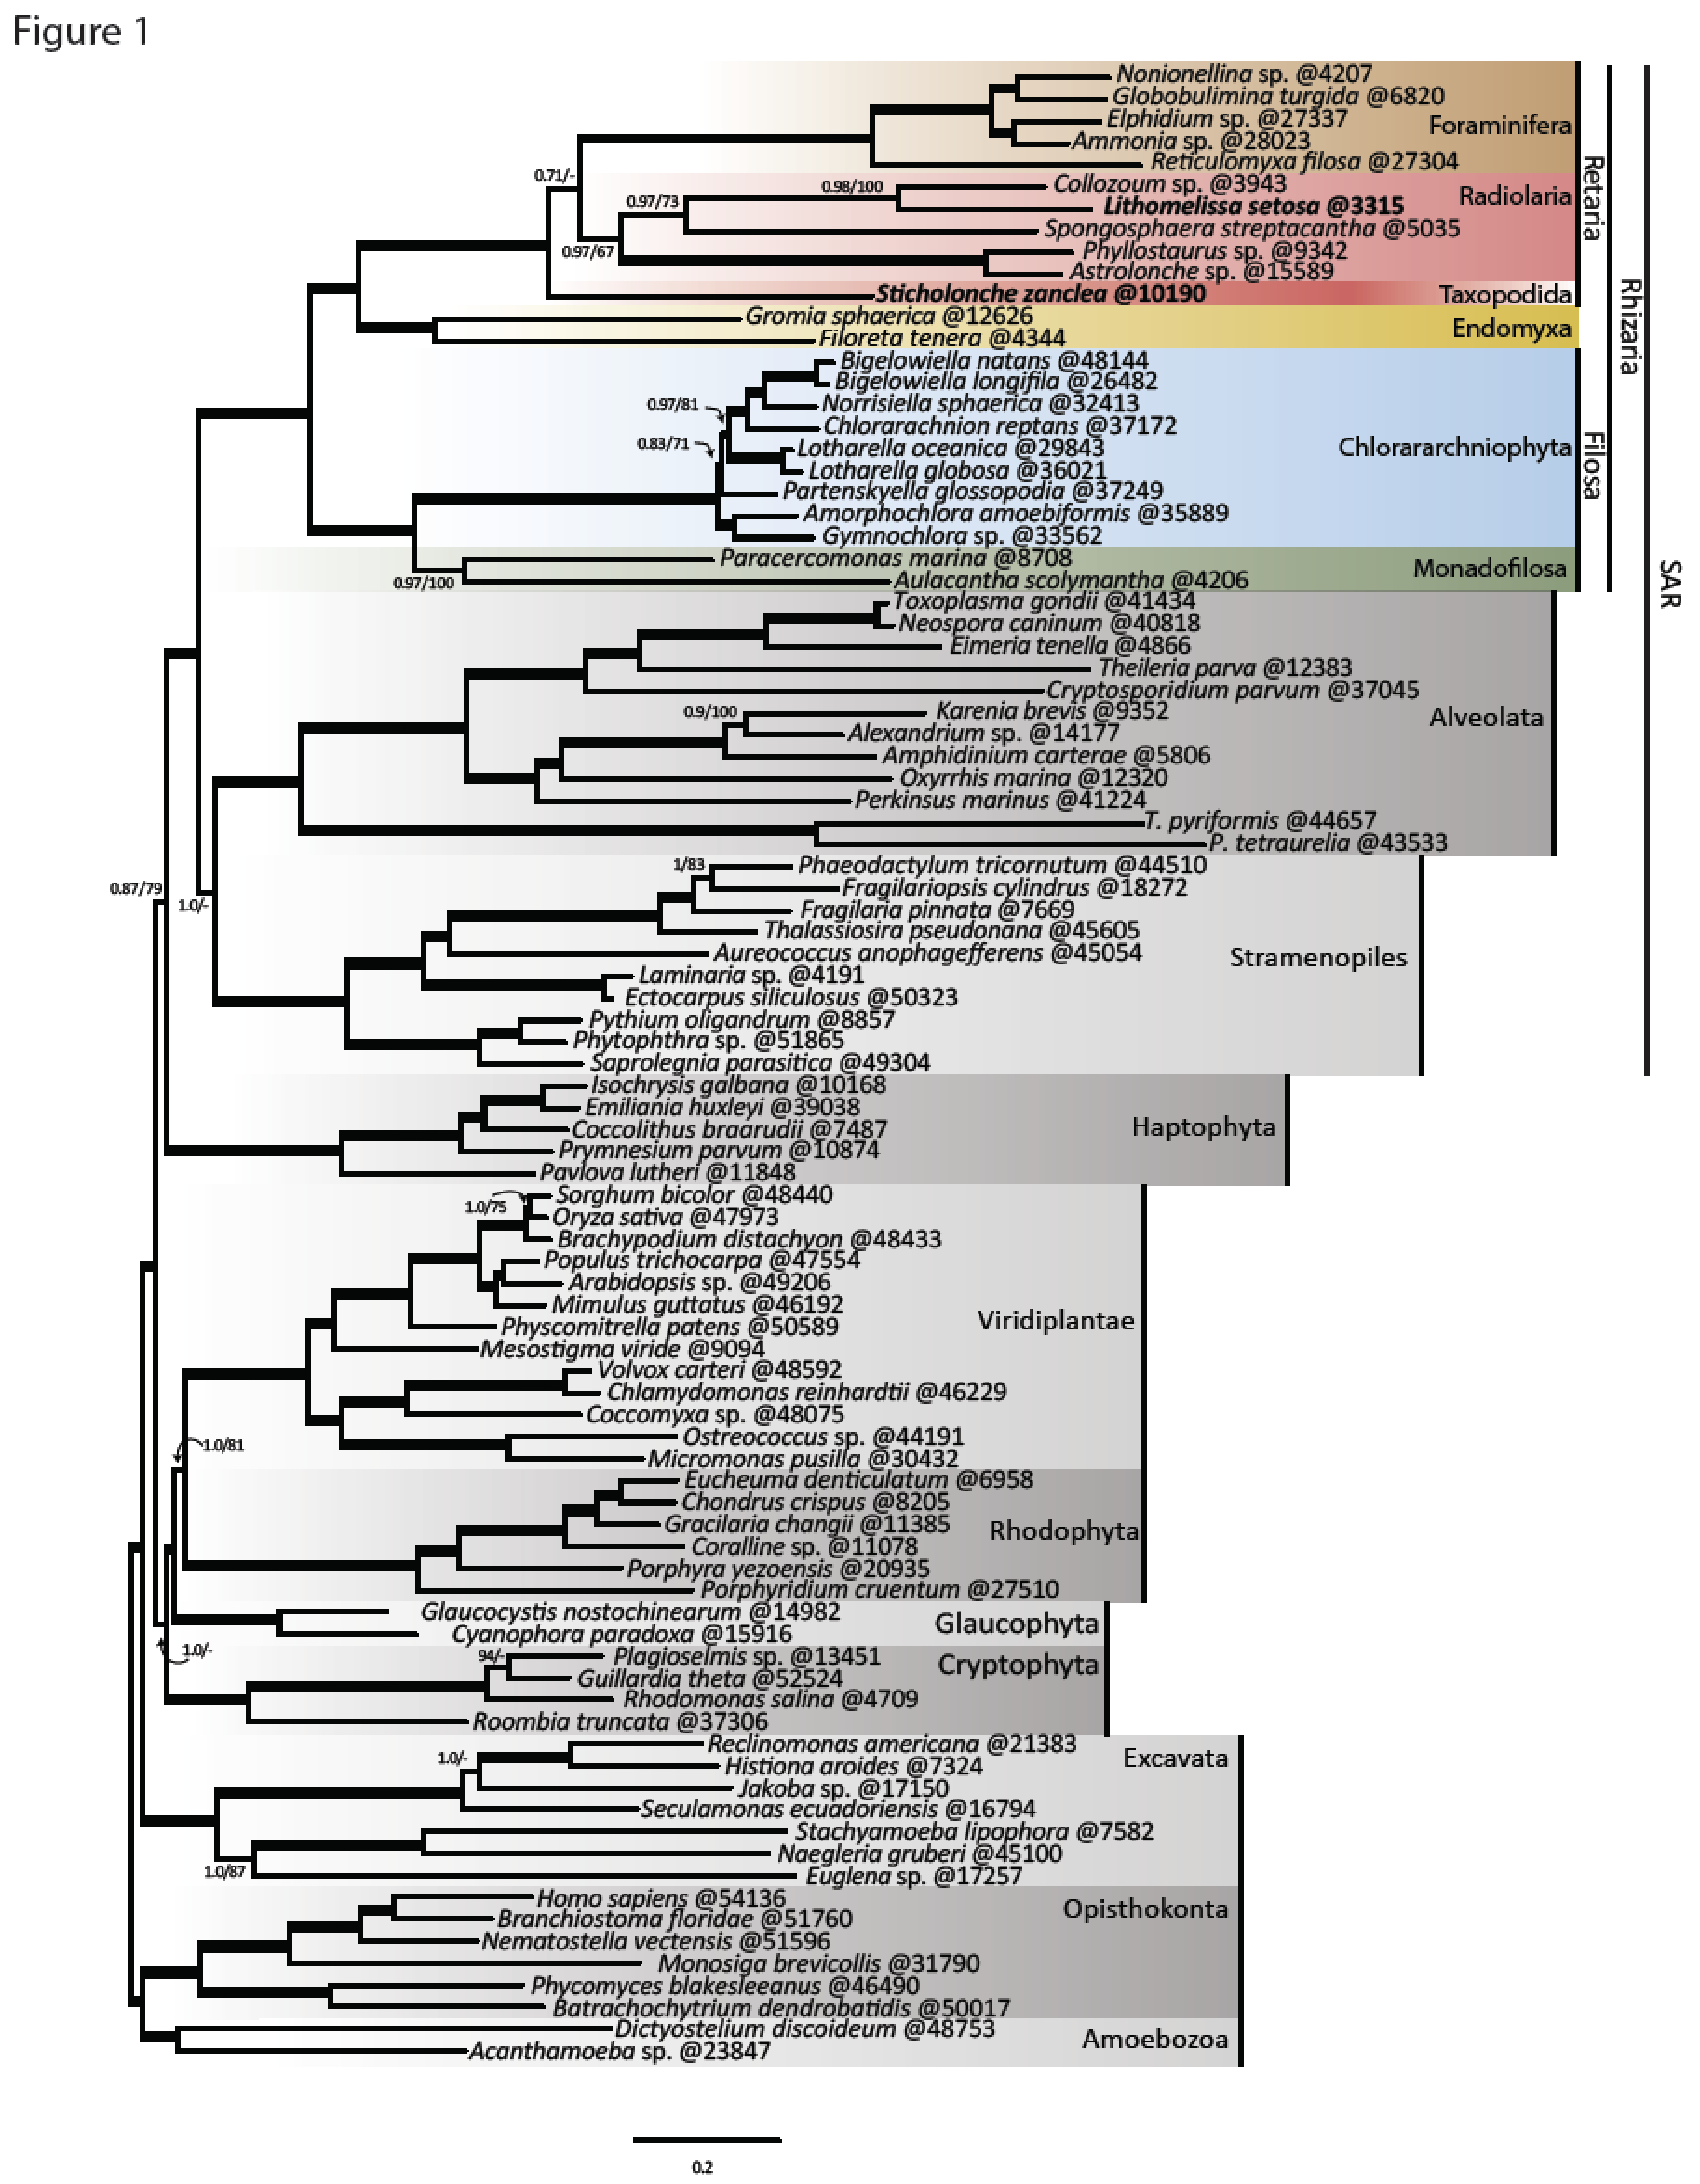 Figure 1
Nonionellina sp. @4207
Globobulimina turgida @6820
Elphidium sp. @27337
Foraminifera
Ammonia sp. @28023
Reticulomyxa filosa @27304
Retaria
0.71/-
0.98/100
Collozoum sp. @3943
Radiolaria
0.97/73
Lithomelissa setosa @3315
Spongosphaera streptacantha @5035
0.97/67
Phyllostaurus sp. @9342
Astrolonche sp. @15589
Sticholonche zanclea @10190
Taxopodida
Rhizaria
Gromia sphaerica @12626
Endomyxa
Filoreta tenera @4344
Bigelowiella natans @48144
Bigelowiella longifila @26482
0.97/81
Norrisiella sphaerica @32413
Chlorarachnion reptans @37172
0.83/71
Lotharella oceanica @29843
Chlorararchniophyta
Filosa
Lotharella globosa @36021
Partenskyella glossopodia @37249
Amorphochlora amoebiformis @35889
Gymnochlora sp. @33562
Paracercomonas marina @8708
Monadofilosa
0.97/100
Aulacantha scolymantha @4206
SAR
Toxoplasma gondii @41434
Neospora caninum @40818
Eimeria tenella @4866
Theileria parva @12383
Cryptosporidium parvum @37045
0.9/100
Karenia brevis @9352
Alveolata
Alexandrium sp. @14177
Amphidinium carterae @5806
Oxyrrhis marina @12320
Perkinsus marinus @41224
T. pyriformis @44657
P. tetraurelia @43533
1/83
Phaeodactylum tricornutum @44510
0.87/79
Fragilariopsis cylindrus @18272
1.0/-
Fragilaria pinnata @7669
Thalassiosira pseudonana @45605
Aureococcus anophagefferens @45054
Stramenopiles
Laminaria sp. @4191
Ectocarpus siliculosus @50323
Pythium oligandrum @8857
Phytophthra sp. @51865
Saprolegnia parasitica @49304
Isochrysis galbana @10168
Emiliania huxleyi @39038
Coccolithus braarudii @7487
Haptophyta
Prymnesium parvum @10874
Pavlova lutheri @11848
1.0/75
Sorghum bicolor @48440
Oryza sativa @47973
Brachypodium distachyon @48433
Populus trichocarpa @47554
Arabidopsis sp. @49206
Mimulus guttatus @46192
Viridiplantae
Physcomitrella patens @50589
Mesostigma viride @9094
Volvox carteri @48592
Chlamydomonas reinhardtii @46229
Coccomyxa sp. @48075
1.0/81
Ostreococcus sp. @44191
Micromonas pusilla @30432
Eucheuma denticulatum @6958
Chondrus crispus @8205
Gracilaria changii @11385
Rhodophyta
Coralline sp. @11078
Porphyra yezoensis @20935
Porphyridium cruentum @27510
Glaucocystis nostochinearum @14982
Glaucophyta
Cyanophora paradoxa @15916
1.0/-
94/-
Plagioselmis sp. @13451
Cryptophyta
Guillardia theta @52524
Rhodomonas salina @4709
Roombia truncata @37306
Reclinomonas americana @21383
Excavata
1.0/-
Histiona aroides @7324
Jakoba sp. @17150
Seculamonas ecuadoriensis @16794
Stachyamoeba lipophora @7582
Naegleria gruberi @45100
1.0/87
Euglena sp. @17257
Homo sapiens @54136
Opisthokonta
Branchiostoma floridae @51760
Nematostella vectensis @51596
Monosiga brevicollis @31790
Phycomyces blakesleeanus @46490
Batrachochytrium dendrobatidis @50017
Dictyostelium discoideum @48753
Amoebozoa
Acanthamoeba sp. @23847
0.2